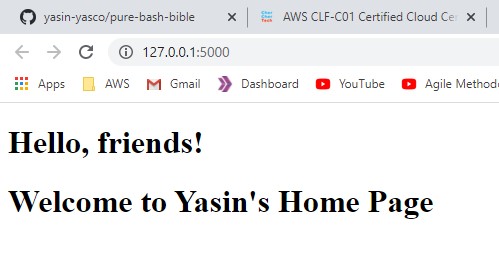 yasin-yasco/pure-bash-bible
AWS CLF-C01 Certified Cloud Cer
127.0.0.1:5000
Apps AWS Gmail Dashboard YouTube Agile Method
Hello, friends!
Welcome to Yasin's Home Page